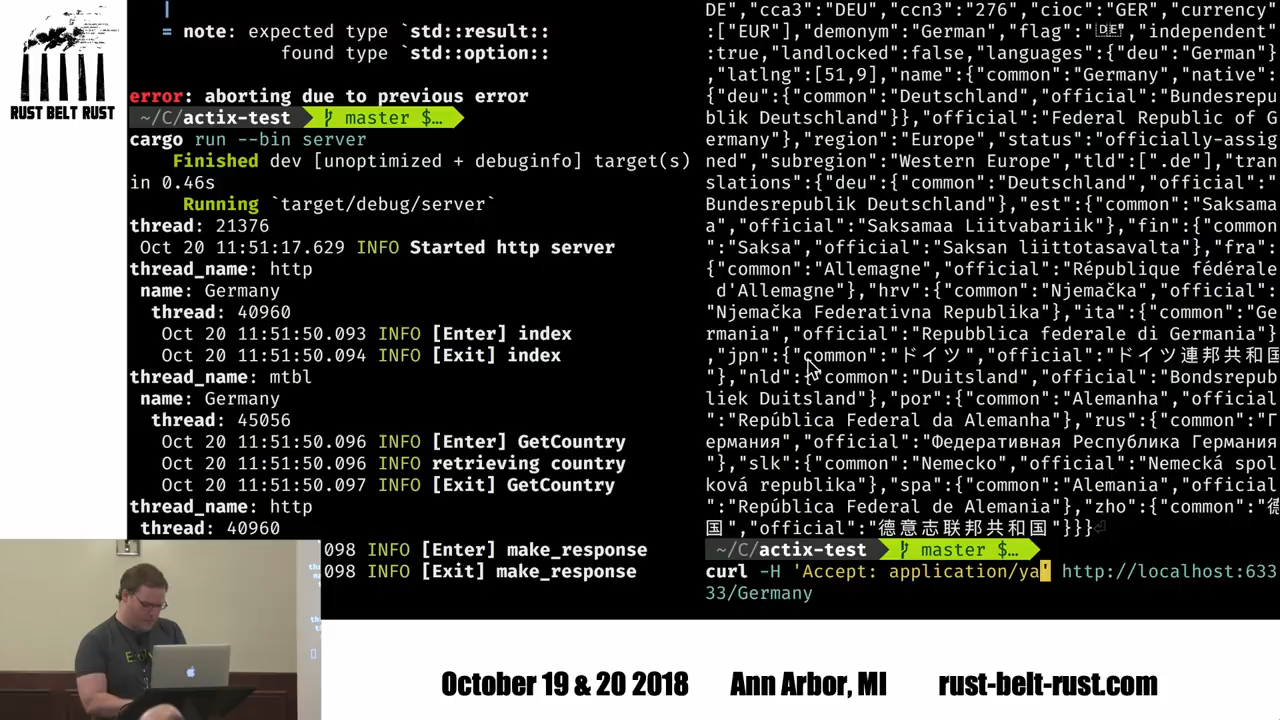 RUST BELT RUST
= note: expected type `std::result::
found type `std::option::
error: aborting due to previous error
~/C/actix-test master $…
cargo run --bin server
Finished dev [unoptimized + debuginfo] target(s)
in 0.46s
Running `target/debug/server`
thread: 21376
Oct 20 11:51:17.629 INFO Started http server
thread_name: http
name: Germany
thread: 40960
Oct 20 11:51:50.093 INFO [Enter] index
Oct 20 11:51:50.094 INFO [Exit] index
thread_name: mtbl
name: Germany
thread: 45056
Oct 20 11:51:50.096 INFO [Enter] GetCountry
Oct 20 11:51:50.096 INFO retrieving country
Oct 20 11:51:50.097 INFO [Exit] GetCountry
thread_name: http
thread: 40960
098 INFO [Enter] make_response
098 INFO [Exit] make_response
DE","cca3":"DEU","ccn3":"276","cioc":"GER","currency"
:["EUR"],"demonym":"German","flag":"🇩🇪","independent"
:true,"landlocked":false,"languages":{"deu":"German"}
,"latlng":[51,9],"name":{"common":"Germany","native":
{"deu":{"common":"Deutschland","official":"Bundesrepu
blik Deutschland"}},"official":"Federal Republic of G
ermany"},"region":"Europe","status":"officially-assig
ned","subregion":"Western Europe","tld":[".de"],"tran
slations":{"deu":{"common":"Deutschland","official":"
Bundesrepublik Deutschland"},"est":{"common":"Saksama
a","official":"Saksamaa Liitvabariik"},"fin":{"common
":"Saksa","official":"Saksan liittotasavalta"},"fra":
{"common":"Allemagne","official":"République fédérale
d'Allemagne"},"hrv":{"common":"Njemačka","official":
"Njemačka Federativna Republika"},"ita":{"common":"Ge
rmania","official":"Repubblica federale di Germania"}
,"jpn":{"common":"ドイツ","official":"ドイツ連邦共和国
"},"nld":{"common":"Duitsland","official":"Bondsrepub
liek Duitsland"},"por":{"common":"Alemanha","official
":"República Federal da Alemanha"},"rus":{"common":"Г
ермания","official":"Федеративная Республика Германия
"},"slk":{"common":"Nemecko","official":"Nemecká spol
ková republika"},"spa":{"common":"Alemania","official
":"República Federal de Alemania"},"zho":{"common":"德
国","official":"德意志联邦共和国"}}}⏎
~/C/actix-test master $…
curl -H 'Accept: application/ya' http://localhost:633
33/Germany
October 19 & 20 2018 Ann Arbor, MI rust-belt-rust.com